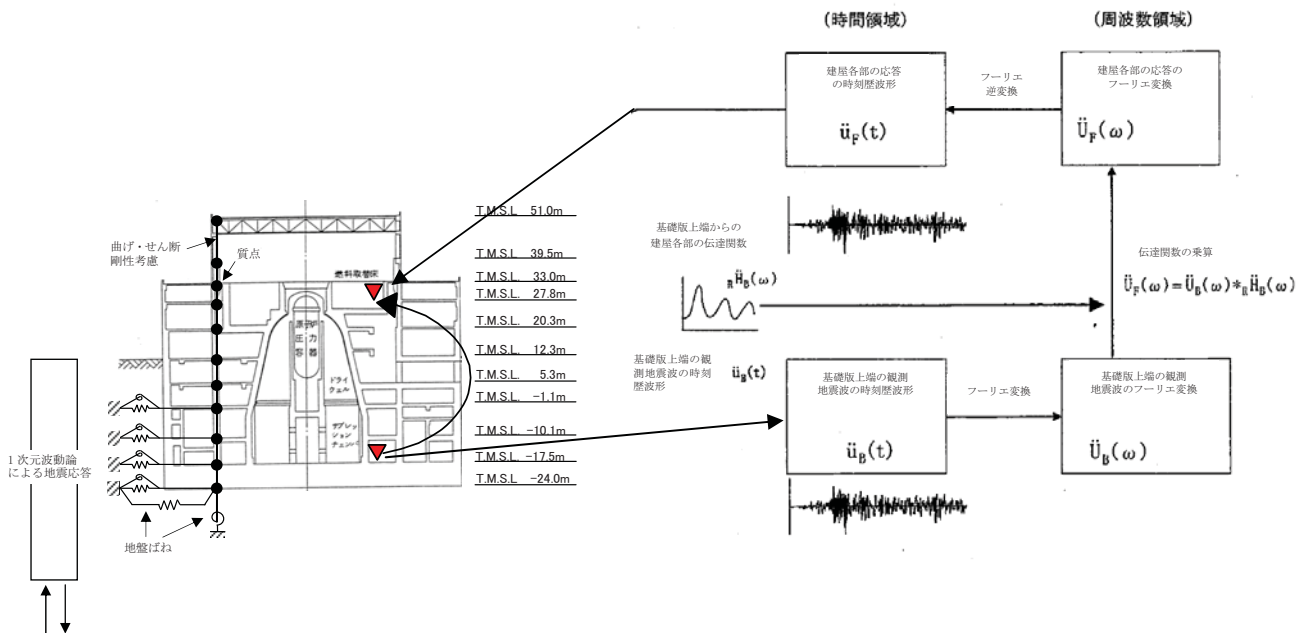 (時間領域)
(周波数領域)
建屋各部の応答
の時刻歴波形
ü_F(t)
フーリエ
逆変換
建屋各部の応答の
フーリエ変換
Ü_F(ω)
基礎版上端からの
建屋各部の伝達関数
_RḦ_B(ω)
伝達関数の乗算
Ü_F(ω)=Ü_B(ω)*_RḦ_B(ω)
基礎版上端の観
測地震波の時刻
歴波形
ü_B(t)
基礎版上端の観測
地震波の時刻歴波形
ü_B(t)
フーリエ変換
基礎版上端の観測
地震波のフーリエ変換
Ü_B(ω)
T.M.S.L 51.0m
T.M.S.L. 39.5m
T.M.S.L. 33.0m
T.M.S.L. 27.8m
T.M.S.L. 20.3m
T.M.S.L. 12.3m
T.M.S.L. 5.3m
T.M.S.L. -1.1m
T.M.S.L. -10.1m
T.M.S.L. -17.5m
T.M.S.L -24.0m
曲げ・せん断
剛性考慮
質点
燃料取替床
原子炉
圧力
容器
ドライ
ウェル
サプレッ
ション
チェンバ
1次元波動論
による地震応答
地盤ばね